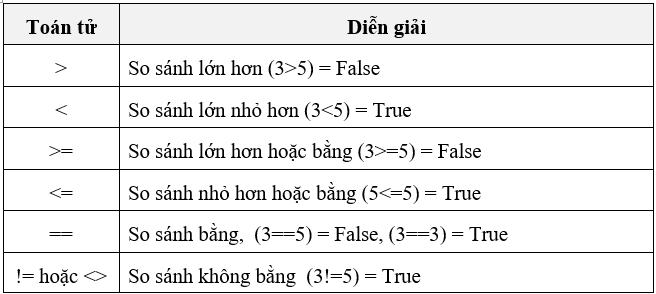 Toán tử Diễn giải
> So sánh lớn hơn (3>5) = False
< So sánh lớn nhỏ hơn (3<5) = True
>= So sánh lớn hơn hoặc bằng (3>=5) = False
<= So sánh nhỏ hơn hoặc bằng (5<=5) = True
== So sánh bằng, (3==5) = False, (3==3) = True
!= hoặc <> So sánh không bằng (3!=5) = True